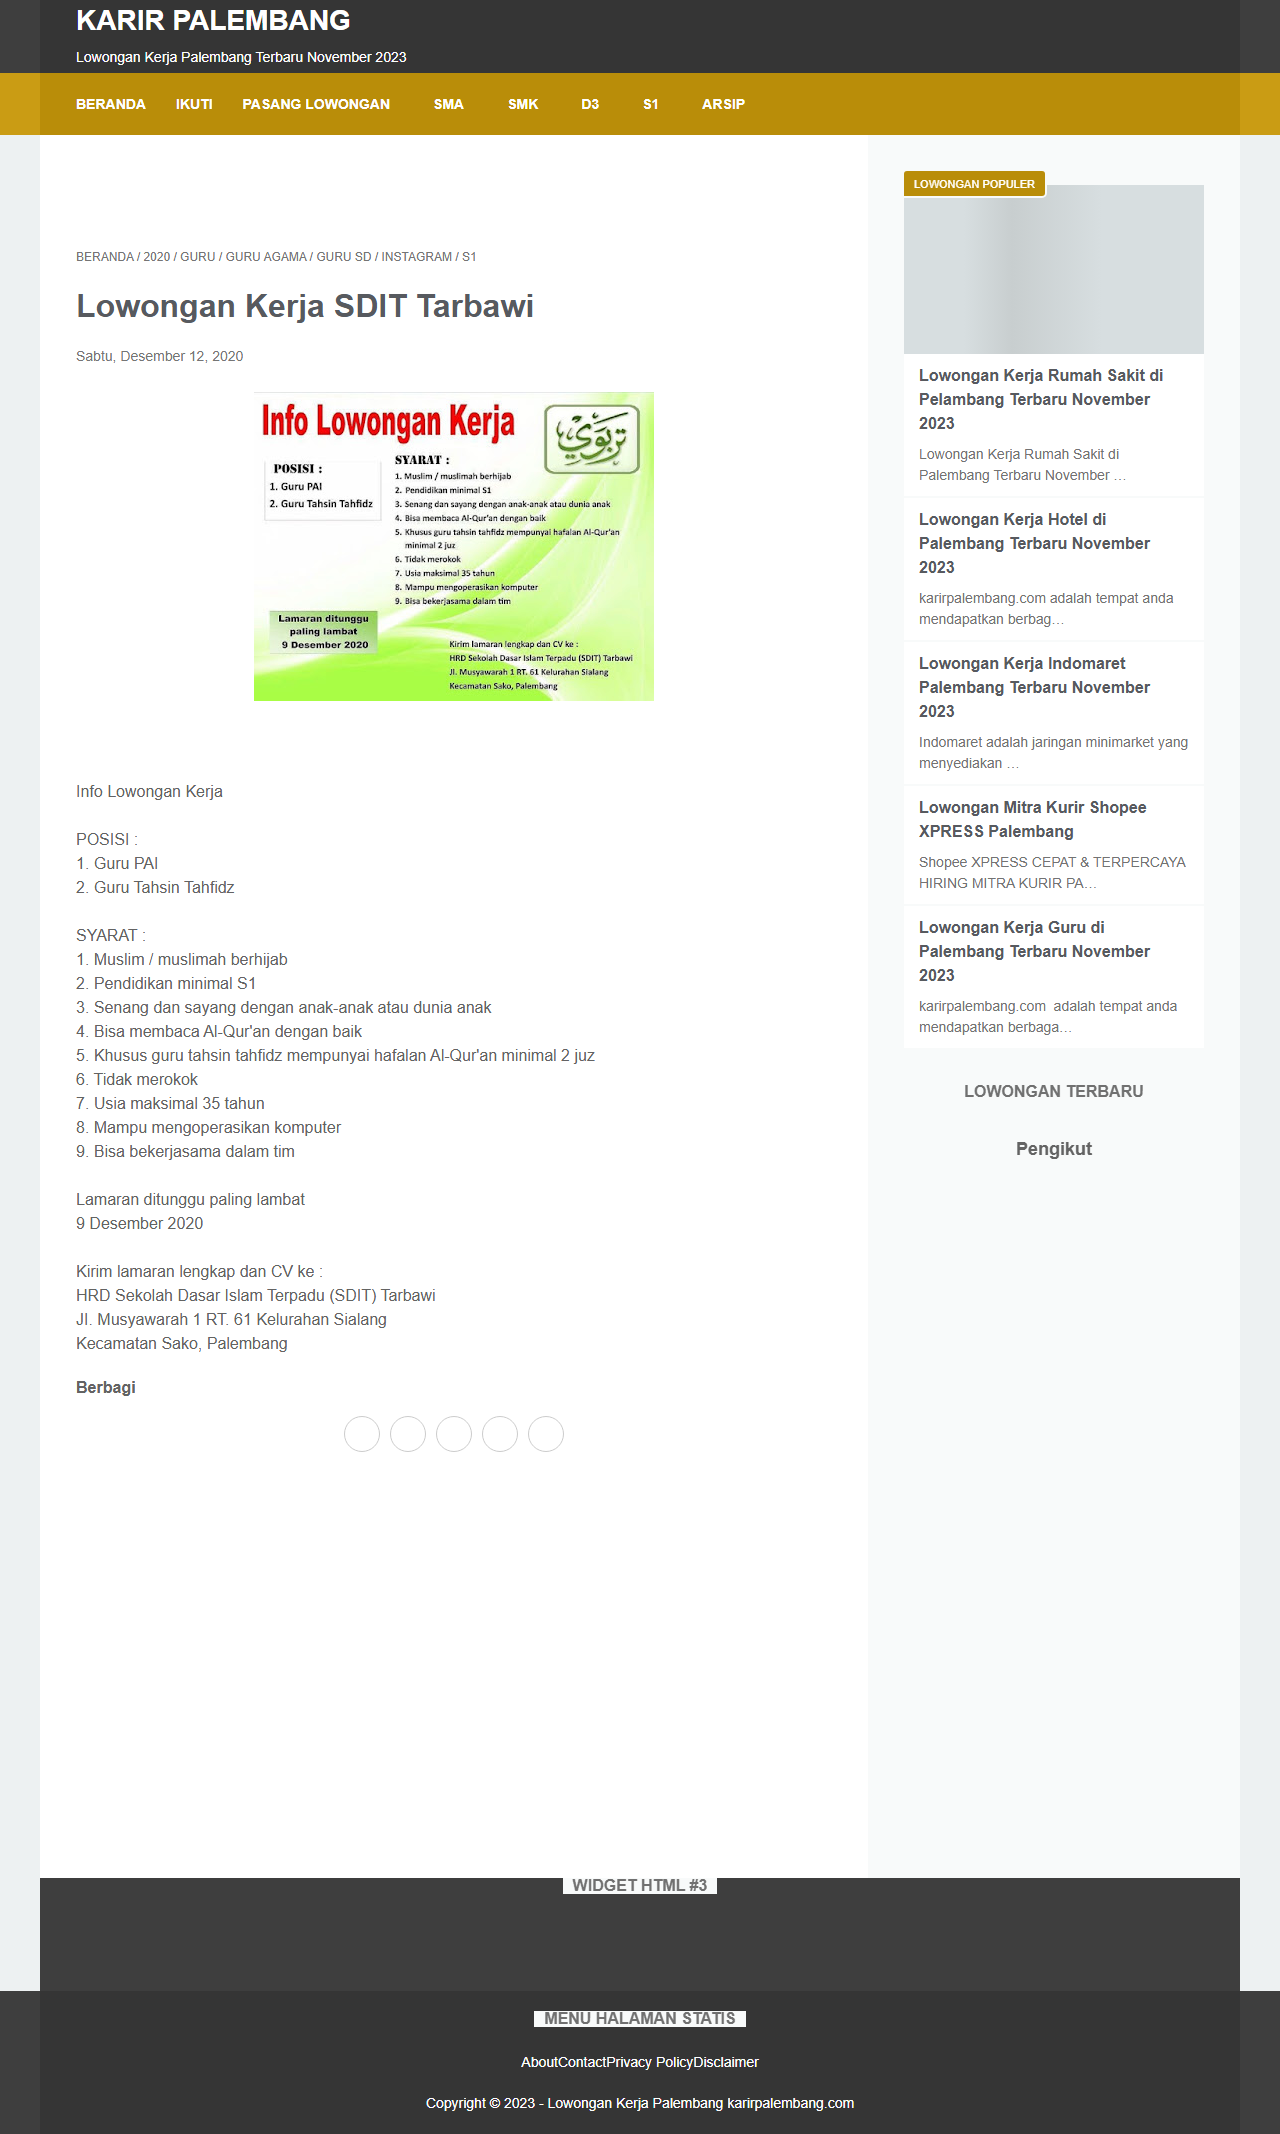 KARIR PALEMBANG
Lowongan Kerja Palembang Terbaru November 2023
BERANDA IKUTI PASANG LOWONGAN SMA SMK D3 S1 ARSIP
BERANDA / 2020 / GURU / GURU AGAMA / GURU SD / INSTAGRAM / S1
Lowongan Kerja SDIT Tarbawi
Sabtu, Desember 12, 2020
Info Lowongan Kerja
تربوي
POSISI :
1. Guru PAI
2. Guru Tahsin Tahfidz
SYARAT :
1. Muslim / muslimah berhijab
2. Pendidikan minimal S1
3. Senang dan sayang dengan anak-anak atau dunia anak
4. Bisa membaca Al-Qur'an dengan baik
5. Khusus guru tahsin tahfidz mempunyai hafalan Al-Qur'an
minimal 2 juz
6. Tidak merokok
7. Usia maksimal 35 tahun
8. Mampu mengoperasikan komputer
9. Bisa bekerjasama dalam tim
Lamaran ditunggu
paling lambat
9 Desember 2020
Kirim lamaran lengkap dan CV ke :
HRD Sekolah Dasar Islam Terpadu (SDIT) Tarbawi
Jl. Musyawarah 1 RT. 61 Kelurahan Sialang
Kecamatan Sako, Palembang
Info Lowongan Kerja
POSISI :
1. Guru PAI
2. Guru Tahsin Tahfidz
SYARAT :
1. Muslim / muslimah berhijab
2. Pendidikan minimal S1
3. Senang dan sayang dengan anak-anak atau dunia anak
4. Bisa membaca Al-Qur'an dengan baik
5. Khusus guru tahsin tahfidz mempunyai hafalan Al-Qur'an minimal 2 juz
6. Tidak merokok
7. Usia maksimal 35 tahun
8. Mampu mengoperasikan komputer
9. Bisa bekerjasama dalam tim
Lamaran ditunggu paling lambat
9 Desember 2020
Kirim lamaran lengkap dan CV ke :
HRD Sekolah Dasar Islam Terpadu (SDIT) Tarbawi
Jl. Musyawarah 1 RT. 61 Kelurahan Sialang
Kecamatan Sako, Palembang
Berbagi
LOWONGAN POPULER
Lowongan Kerja Rumah Sakit di
Pelambang Terbaru November
2023
Lowongan Kerja Rumah Sakit di
Palembang Terbaru November …
Lowongan Kerja Hotel di
Palembang Terbaru November
2023
karirpalembang.com adalah tempat anda
mendapatkan berbag…
Lowongan Kerja Indomaret
Palembang Terbaru November
2023
Indomaret adalah jaringan minimarket yang
menyediakan …
Lowongan Mitra Kurir Shopee
XPRESS Palembang
Shopee XPRESS CEPAT & TERPERCAYA
HIRING MITRA KURIR PA…
Lowongan Kerja Guru di
Palembang Terbaru November
2023
karirpalembang.com adalah tempat anda
mendapatkan berbaga…
LOWONGAN TERBARU
Pengikut
WIDGET HTML #3
MENU HALAMAN STATIS
AboutContactPrivacy PolicyDisclaimer
Copyright © 2023 - Lowongan Kerja Palembang karirpalembang.com